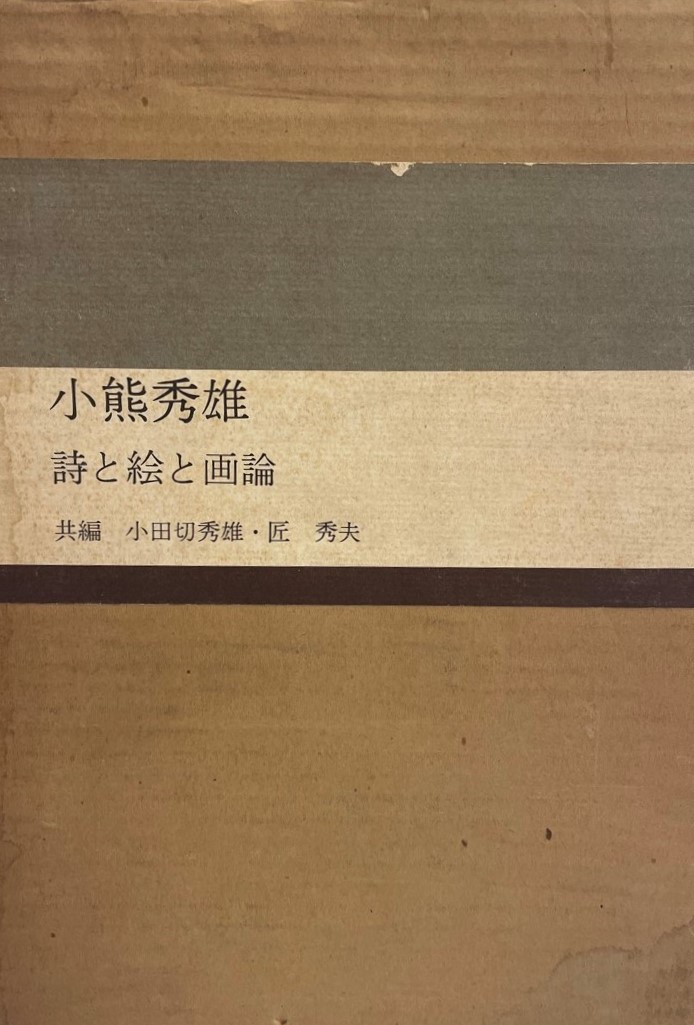 小熊秀雄
詩と絵と画論
共編　小田切秀雄・匠　秀夫